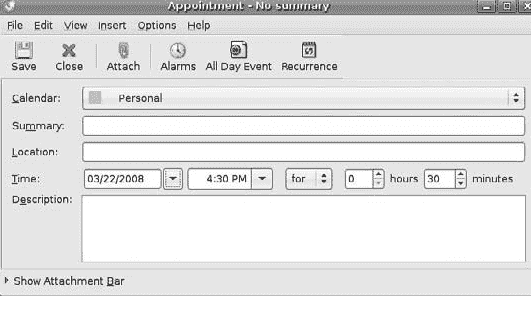 Appointment - No summary
File Edit View Insert Options Help
Save Close Attach Alarms All Day Event Recurrence
Calendar: Personal
Summary:
Location:
Time: 03/22/2008 4:30 PM for 0 hours 30 minutes
Description:
Show Attachment Bar